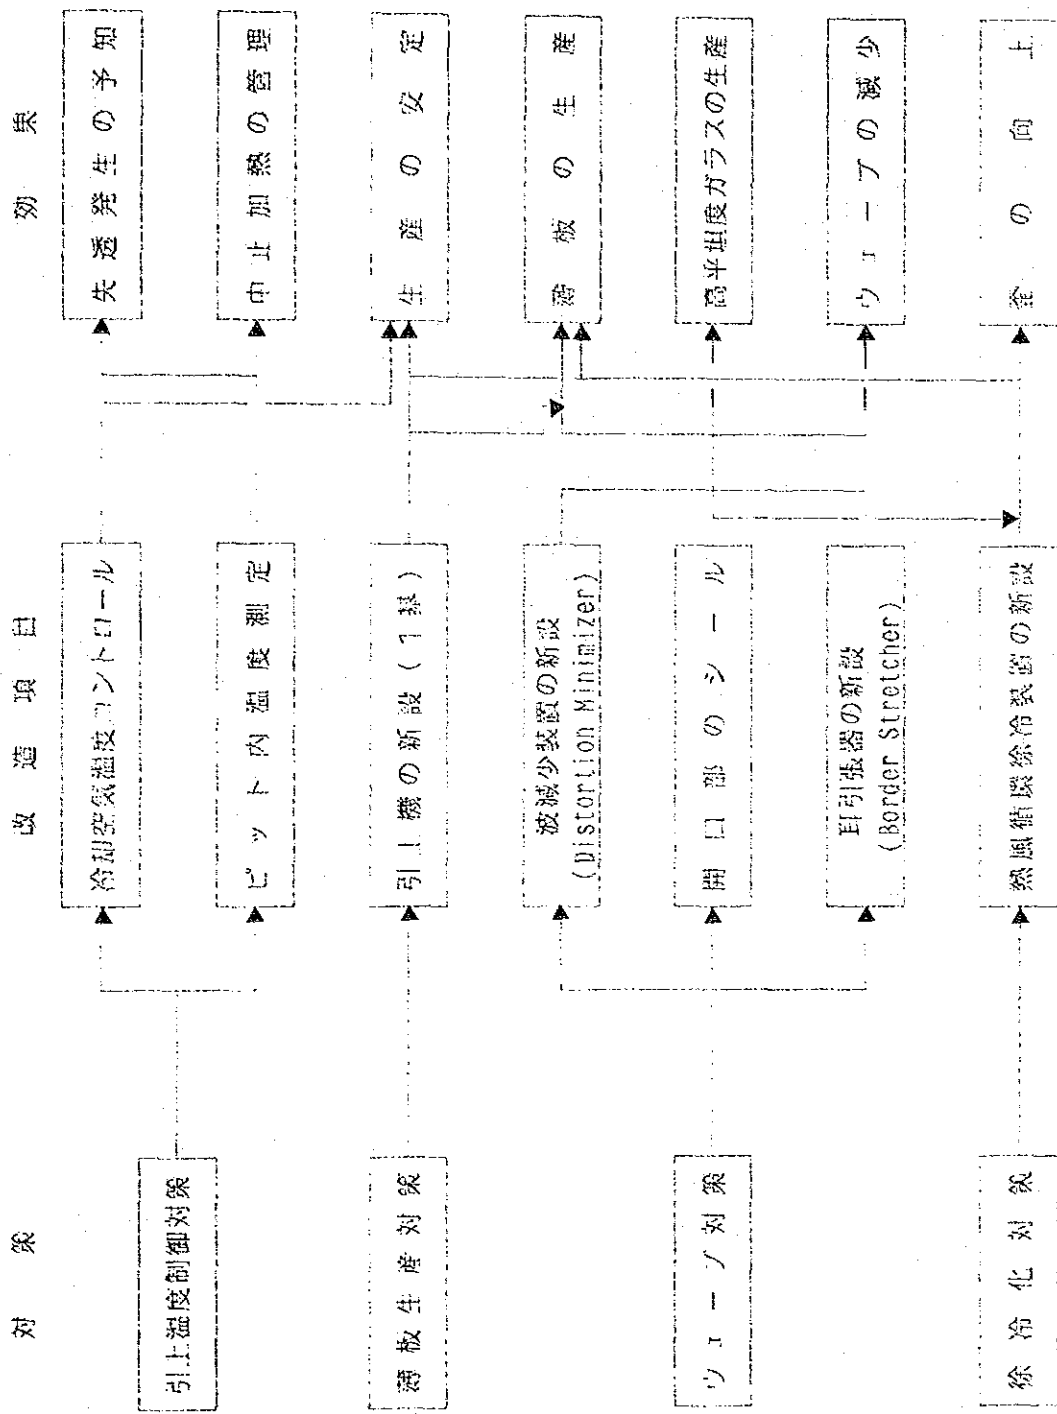 対策
改造項目
効果
引上温度制御対策
薄板生産対策
ウェーブ対策
徐冷化対策
冷却空気温度コントロール
ピット内温度測定
引上機の新設(1基)
波減少装置の新設
(Distortion Minimizer)
開口部のシール
耳引張器の新設
(Border Stretcher)
熱風循環徐冷装置の新設
失透発生の予知
中止加熱の管理
生産の安定
薄板の生産
高平坦度ガラスの生産
ウェーブの減少
の向上